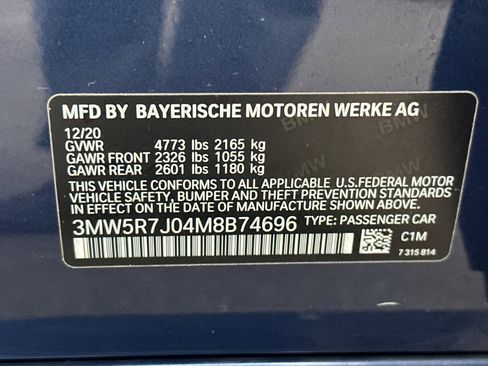 MFD BY BAYERISCHE MOTOREN WERKE AG
12/20
GVWR 4773 lbs 2165 kg
GAWR FRONT 2326 lbs 1055 kg
GAWR REAR 2601 lbs 1180 kg
THIS VEHICLE CONFORMS TO ALL APPLICABLE U.S.FEDERAL MOTOR
VEHICLE SAFETY, BUMPER AND THEFT PREVENTION STANDARDS
IN EFFECT ON THE DATE OF MANUFACTURE SHOWN ABOVE.
3MW5R7J04M8B74696 TYPE: PASSENGER CAR
C1M
7 315 814